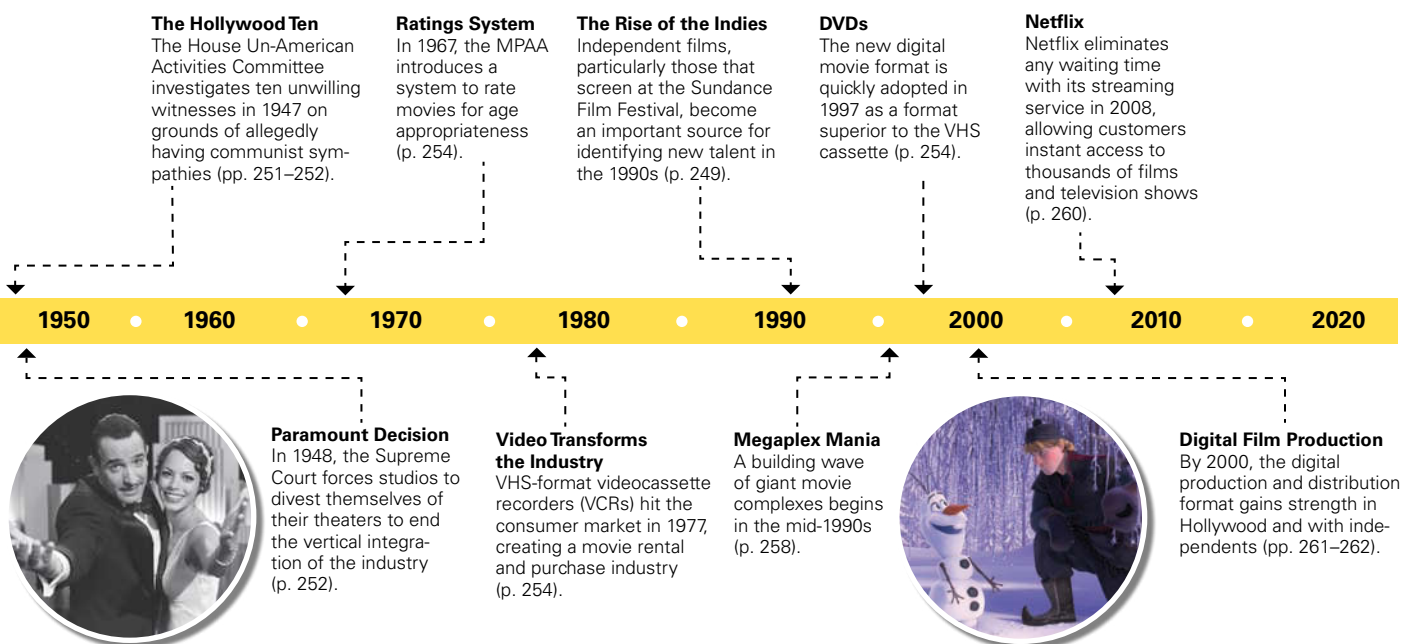 The Hollywood Ten
The House Un-American
Activities Committee
investigates ten unwilling
witnesses in 1947 on
grounds of allegedly
having communist sym-
pathies (pp. 251–252).
Ratings System
In 1967, the MPAA
introduces a
system to rate
movies for age
appropriateness
(p. 254).
The Rise of the Indies
Independent films,
particularly those that
screen at the Sundance
Film Festival, become
an important source for
identifying new talent in
the 1990s (p. 249).
DVDs
The new digital
movie format is
quickly adopted in
1997 as a format
superior to the VHS
cassette (p. 254).
Netflix
Netflix eliminates
any waiting time
with its streaming
service in 2008,
allowing customers
instant access to
thousands of films
and television shows
(p. 260).
1950 1960 1970 1980 1990 2000 2010 2020
Paramount Decision
In 1948, the Supreme
Court forces studios to
divest themselves of
their theaters to end
the vertical integra-
tion of the industry
(p. 252).
Video Transforms
the Industry
VHS-format videocassette
recorders (VCRs) hit the
consumer market in 1977,
creating a movie rental
and purchase industry
(p. 254).
Megaplex Mania
A building wave
of giant movie
complexes begins
in the mid-1990s
(p. 258).
Digital Film Production
By 2000, the digital
production and distribution
format gains strength in
Hollywood and with inde-
pendents (pp. 261–262).